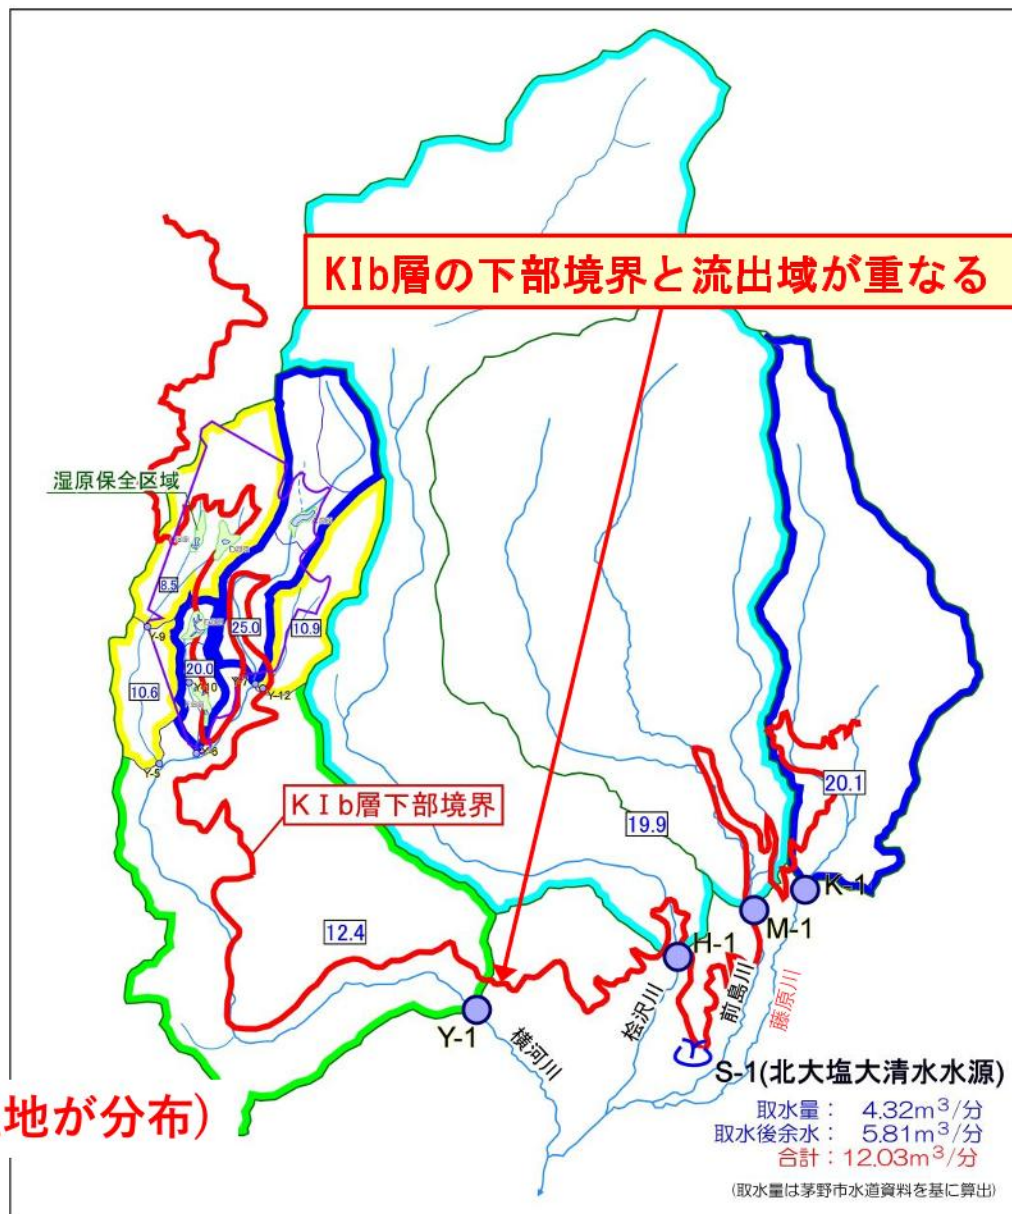 KIb層の下部境界と流出域が重なる
湿原保全区域
8.5
Y-9
25.0
10.9
20.0
Y-10
10.6
Y-12
Y-5
KIb層下部境界
20.1
19.9
K-1
M-1
12.4
H-1
Y-1
横河川
桧沢川
前島川
藤原川
S-1(北大塩大清水水源)
地が分布)
取水量: 4.32m³/分
取水後余水: 5.81m³/分
合計:12.03m³/分
(取水量は茅野市水道資料を基に算出)